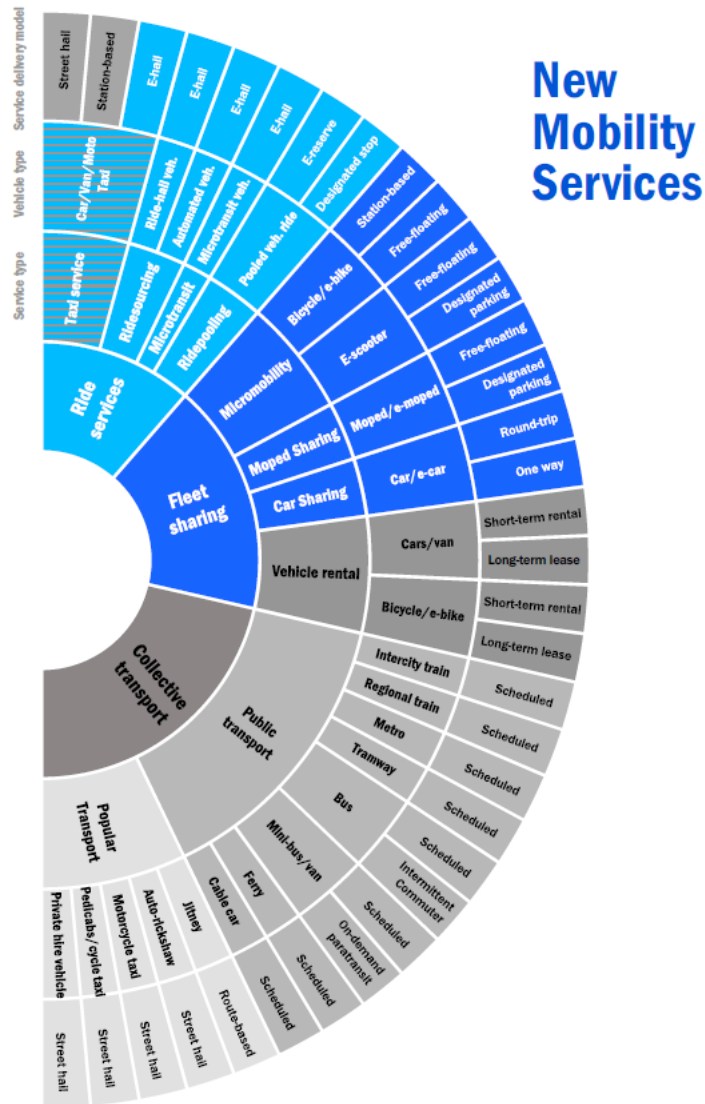 New
Mobility
Services
Service delivery model
Vehicle type
Service type
Street hail
Station-based
E-hail
E-hail
E-hail
E-hail
E-reserve
Designated stop
Station-based
Free-floating
Free-floating
Designated
parking
Free-floating
Designated
parking
Round-trip
One way
Short-term rental
Long-term lease
Short-term rental
Long-term lease
Scheduled
Scheduled
Scheduled
Scheduled
Scheduled
Intermittent
Commuter
Scheduled
On-demand
paratransit
Scheduled
Scheduled
Route-based
Street hail
Street hail
Street hail
Street hail
Car/Van/Moto
Taxi
Ride-hail veh.
Automated veh.
Microtransit veh.
Pooled veh. ride
Bicycle/e-bike
E-scooter
Moped/e-moped
Car/e-car
Cars/van
Bicycle/e-bike
Intercity train
Regional train
Metro
Tramway
Bus
Mini-bus/van
Ferry
Cable car
Jitney
Auto-rickshaw
Motorcycle taxi
Pedicabs/cycle taxi
Private hire vehicle
Taxi service
Ridesourcing
Microtransit
Ridepooling
Micromobility
Moped Sharing
Car Sharing
Vehicle rental
Public
transport
Popular
Transport
Ride
services
Fleet
sharing
Collective
transport